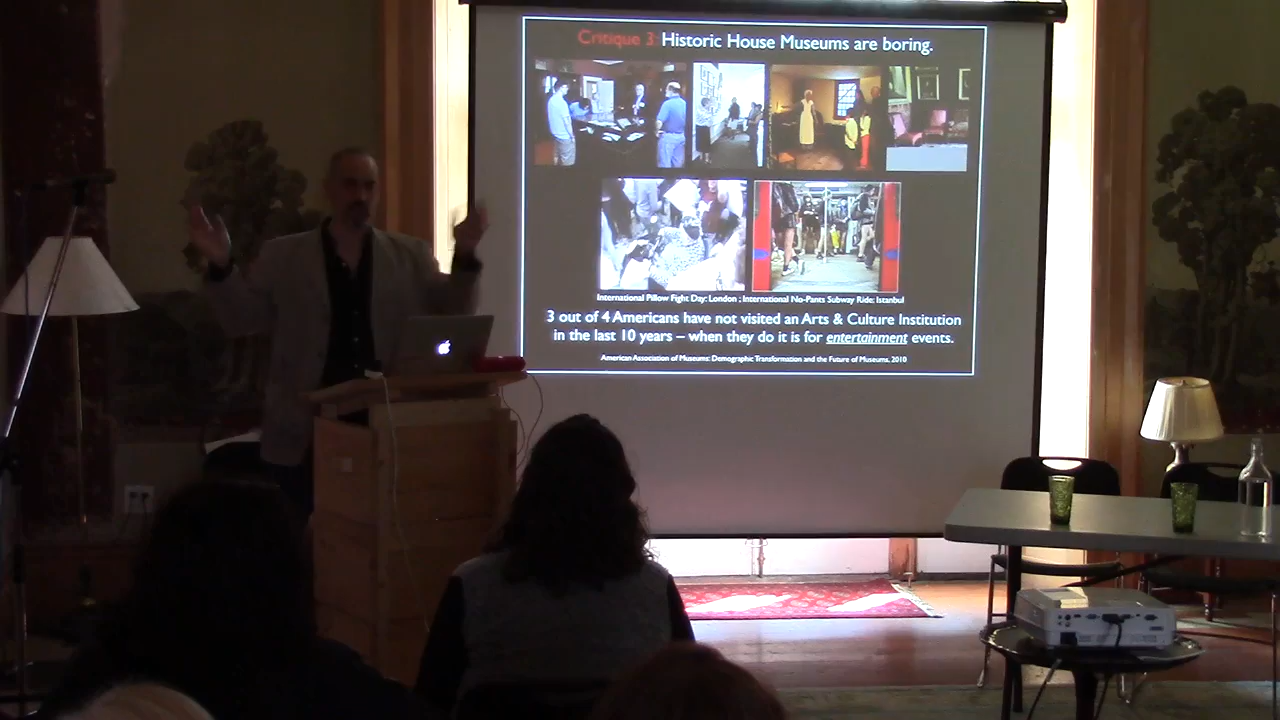 Critique 3: Historic House Museums are boring.
International Pillow Fight Day: London ; International No-Pants Subway Ride: Istanbul
3 out of 4 Americans have not visited an Arts & Culture Institution
in the last 10 years – when they do it is for entertainment events.
American Association of Museums: Demographic Transformation and the Future of Museums, 2010